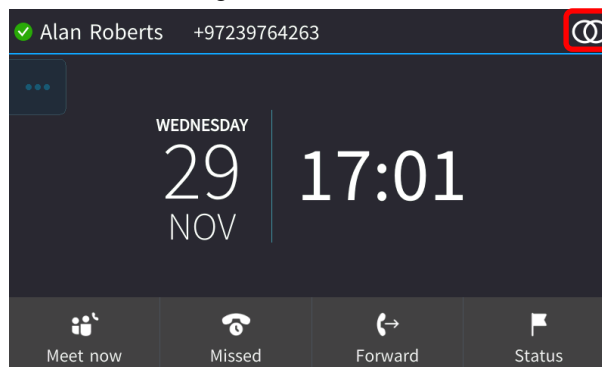 Alan Roberts +97239764263
WEDNESDAY
29
NOV
17:01
Meet now Missed Forward Status